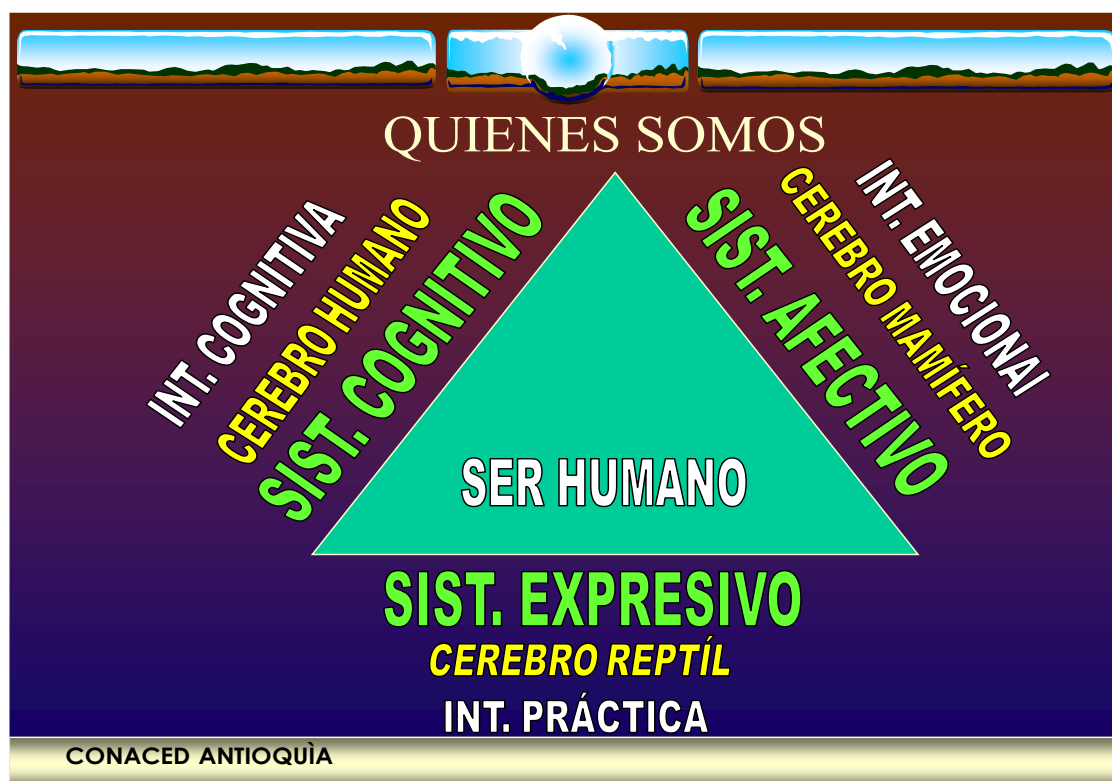 QUIENES SOMOS
INT. COGNITIVA
CEREBRO HUMANO
SIST. COGNITIVO
SIST. AFECTIVO
CEREBRO MAMÍFERO
INT. EMOCIONAl
SER HUMANO
SIST. EXPRESIVO
CEREBRO REPTÍL
INT. PRÁCTICA
CONACED ANTIOQUÌA